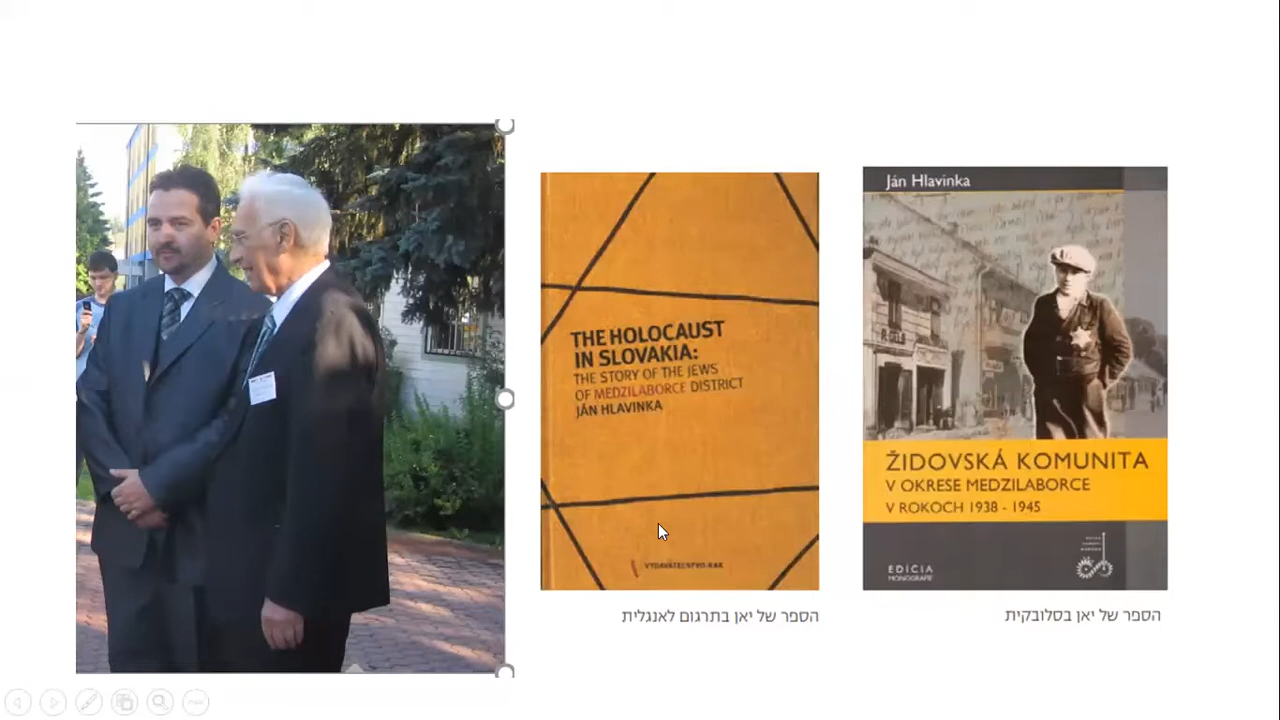 THE HOLOCAUST
IN SLOVAKIA:
THE STORY OF THE JEWS
OF MEDZILABORCE DISTRICT
JÁN HLAVINKA
VYDAVATEĽSTVO RAK
הספר של יאן בתרגום לאנגלית
Ján Hlavinka
ŽIDOVSKÁ KOMUNITA
V OKRESE MEDZILABORCE
V ROKOCH 1938 - 1945
EDÍCIA
MONOGRAFIE
הספר של יאן בסלובקית